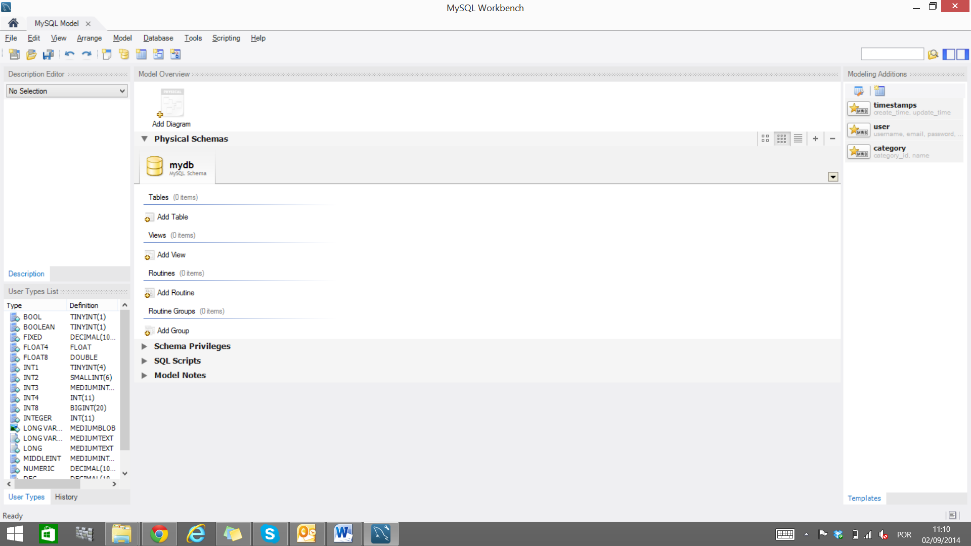 MySQL Workbench
MySQL Model
File Edit View Arrange Model Database Tools Scripting Help
Description Editor
No Selection
Description
User Types List
Type Definition
BOOL TINYINT(1)
BOOLEAN TINYINT(1)
FIXED DECIMAL(10...
FLOAT4 FLOAT
FLOAT8 DOUBLE
INT1 TINYINT(4)
INT2 SMALLINT(6)
INT3 MEDIUMINT...
INT4 INT(11)
INT8 BIGINT(20)
INTEGER INT(11)
LONG VAR... MEDIUMBLOB
LONG VAR... MEDIUMTEXT
LONG MEDIUMTEXT
MIDDLEINT MEDIUMINT...
NUMERIC DECIMAL(10...
DEC DECIMAL(10...
User Types History
Model Overview
Add Diagram
Physical Schemas
mydb
MySQL Schema
Tables (0 items)
Add Table
Views (0 items)
Add View
Routines (0 items)
Add Routine
Routine Groups (0 items)
Add Group
Schema Privileges
SQL Scripts
Model Notes
Modeling Additions
timestamps
create_time, update_time
user
username, email, password, ...
category
category_id, name
Templates
Ready
POR
11:10
02/09/2014